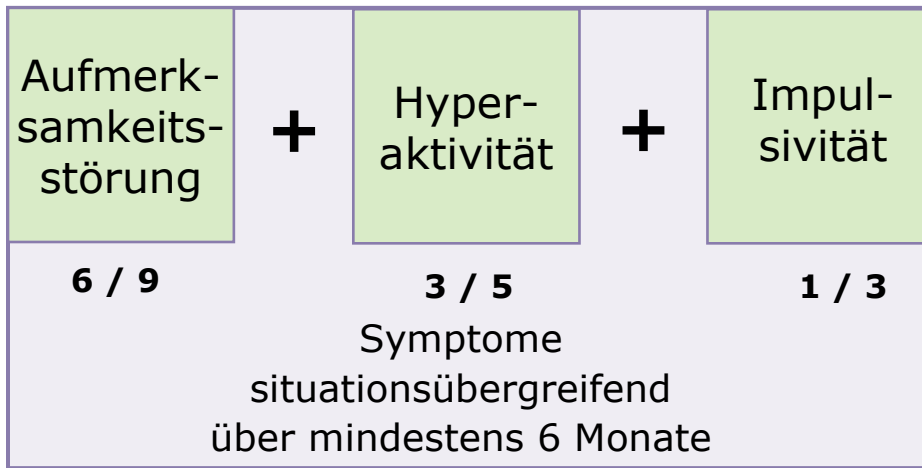 Aufmerk-
samkeits-
störung
+
Hyper-
aktivität
+
Impul-
sivität
6 / 9
3 / 5
1 / 3
Symptome
situationsübergreifend
über mindestens 6 Monate